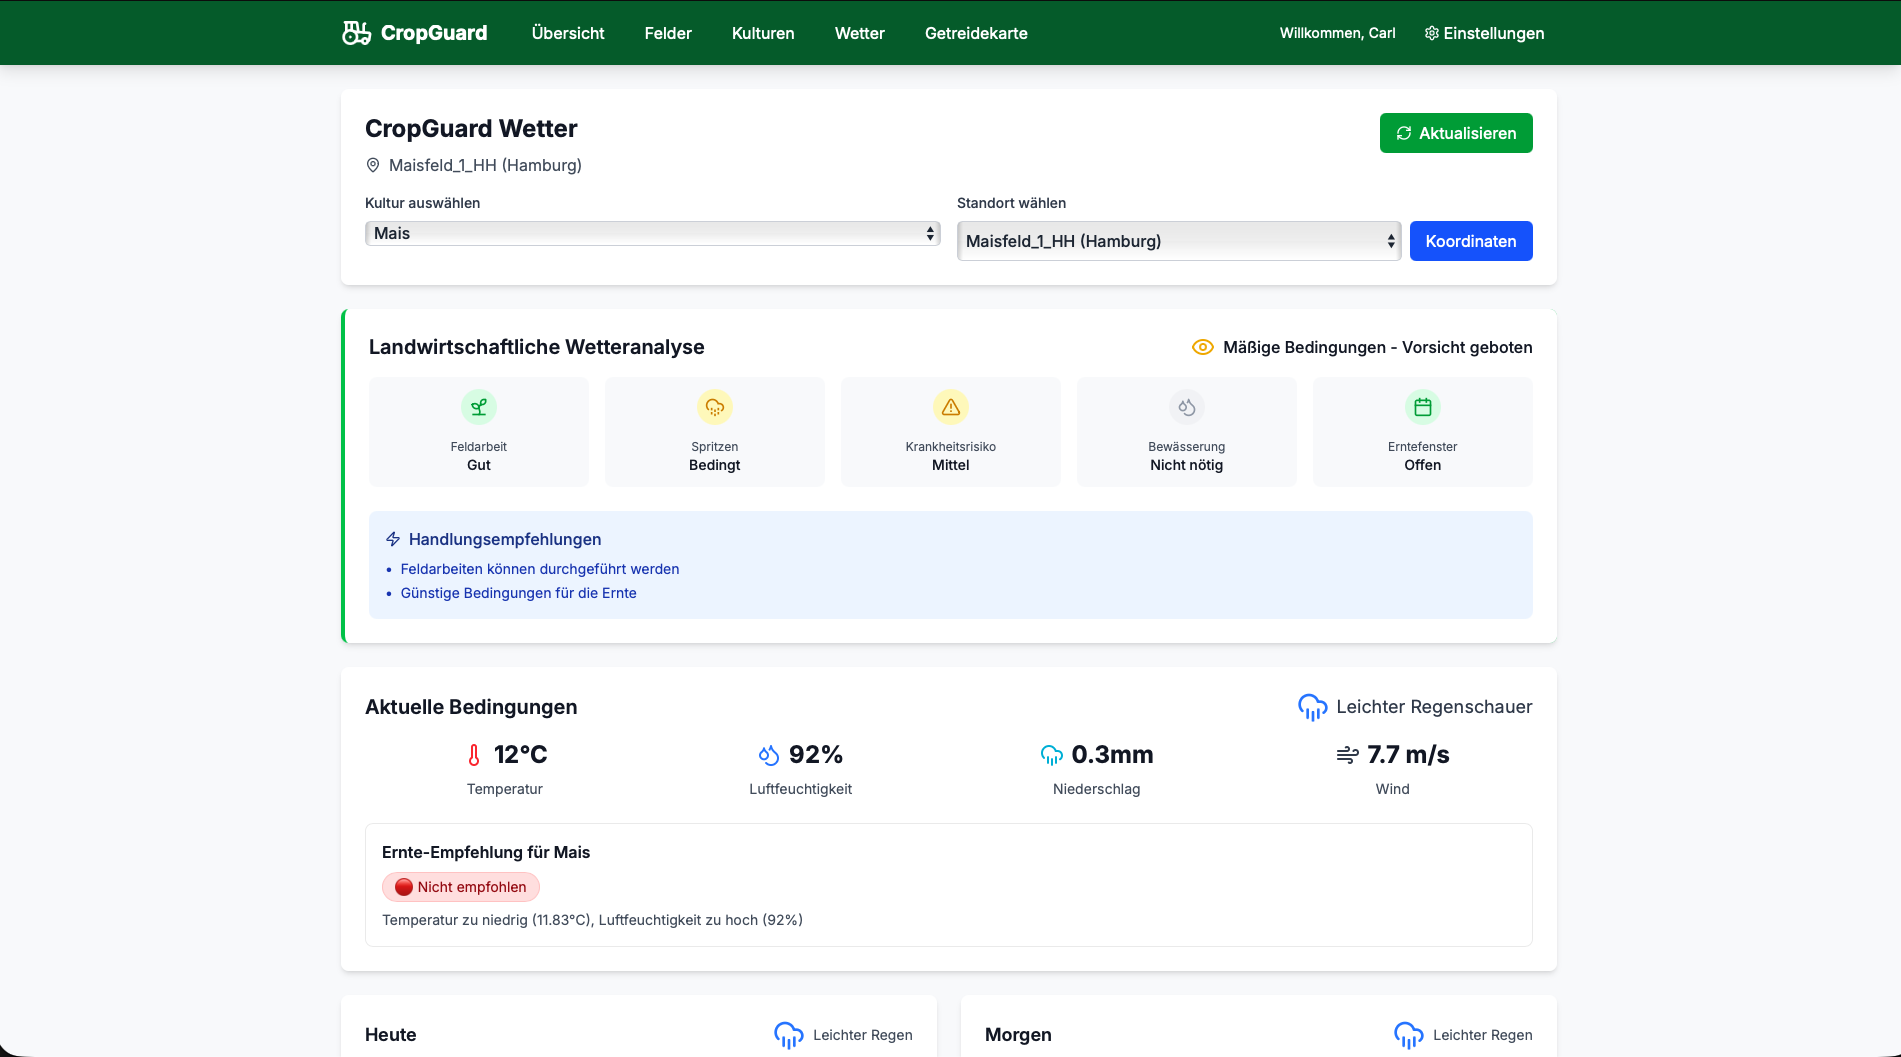 CropGuard Übersicht Felder Kulturen Wetter Getreidekarte Willkommen, Carl Einstellungen
CropGuard Wetter
Aktualisieren
Maisfeld_1_HH (Hamburg)
Kultur auswählen
Mais
Standort wählen
Maisfeld_1_HH (Hamburg)
Koordinaten
Landwirtschaftliche Wetteranalyse
Mäßige Bedingungen - Vorsicht geboten
Feldarbeit
Gut
Spritzen
Bedingt
Krankheitsrisiko
Mittel
Bewässerung
Nicht nötig
Erntefenster
Offen
Handlungsempfehlungen
• Feldarbeiten können durchgeführt werden
• Günstige Bedingungen für die Ernte
Aktuelle Bedingungen
Leichter Regenschauer
12°C
Temperatur
92%
Luftfeuchtigkeit
0.3mm
Niederschlag
7.7 m/s
Wind
Ernte-Empfehlung für Mais
Nicht empfohlen
Temperatur zu niedrig (11.83°C), Luftfeuchtigkeit zu hoch (92%)
Heute
Leichter Regen
Morgen
Leichter Regen